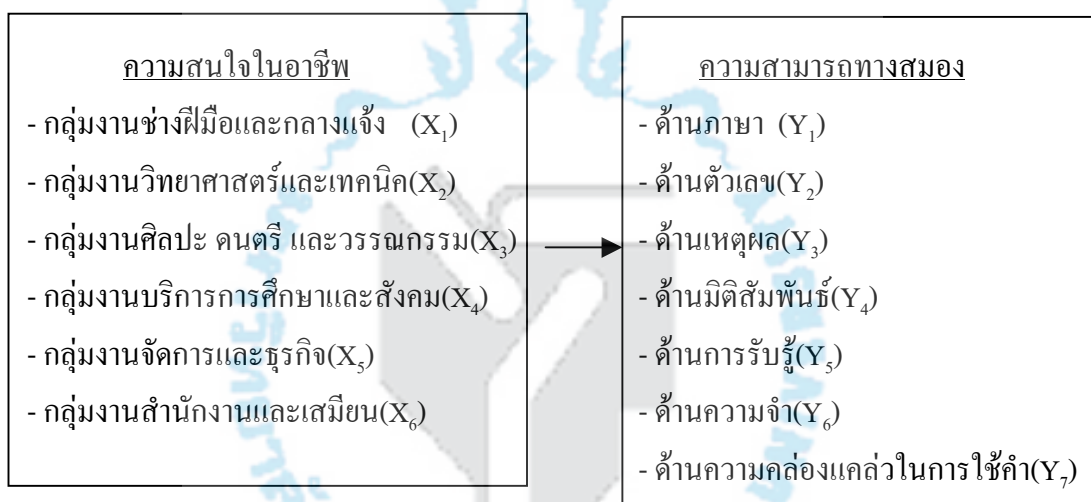 ความสนใจในอาชีพ
- กลุ่มงานช่างฝีมือและกลางแจ้ง (X₁)
- กลุ่มงานวิทยาศาสตร์และเทคนิค(X₂)
- กลุ่มงานศิลปะ ดนตรี และวรรณกรรม(X₃)
- กลุ่มงานบริการการศึกษาและสังคม(X₄)
- กลุ่มงานจัดการและธุรกิจ(X₅)
- กลุ่มงานสำนักงานและเสมียน(X₆)
ความสามารถทางสมอง
- ด้านภาษา (Y₁)
- ด้านตัวเลข(Y₂)
- ด้านเหตุผล(Y₃)
- ด้านมิติสัมพันธ์(Y₄)
- ด้านการรับรู้(Y₅)
- ด้านความจำ(Y₆)
- ด้านความคล่องแคล่วในการใช้คำ(Y₇)